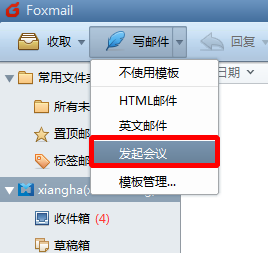 Foxmail
收取 写邮件 回复
常用文件夹 不使用模板 日期
所有未 HTML邮件
置顶邮 英文邮件
标签邮 发起会议
xiangha(x 模板管理...
收件箱 (4)
草稿箱